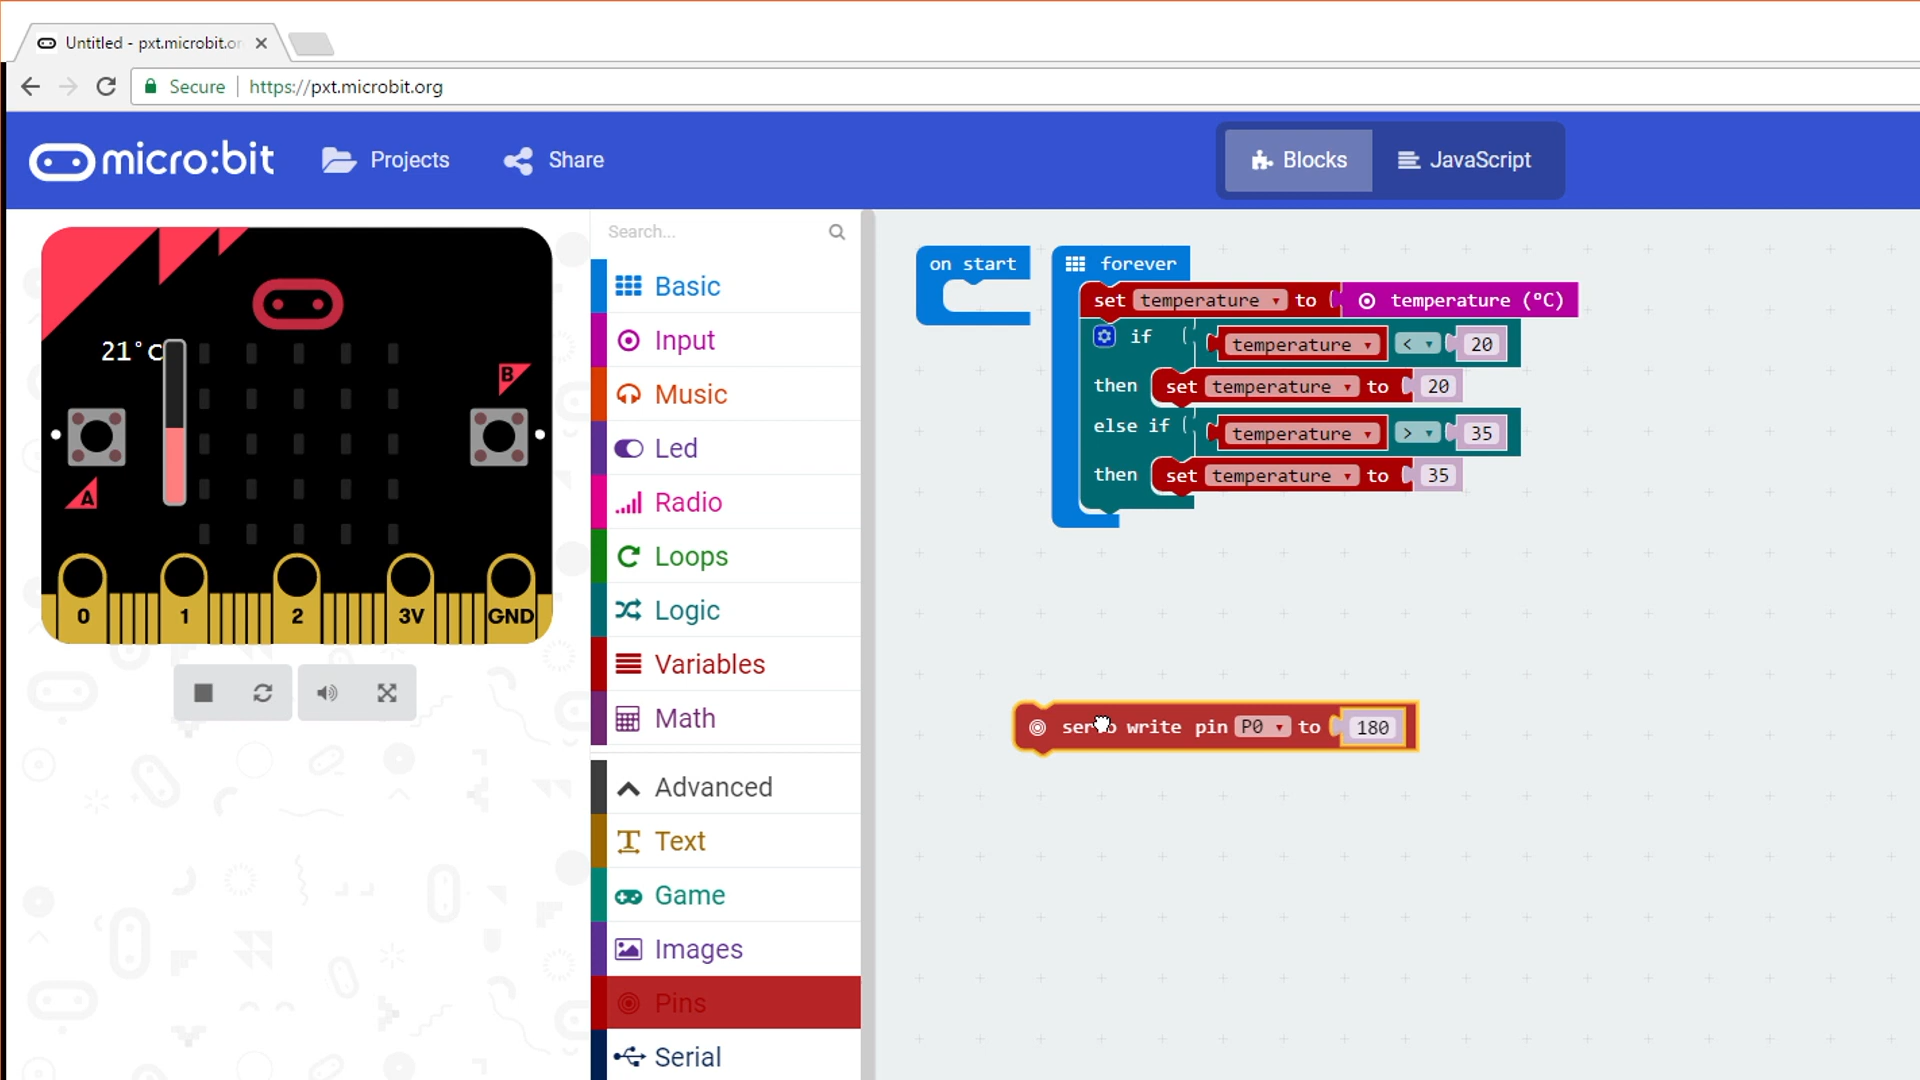 Untitled - pxt.microbit.or
Secure
https://pxt.microbit.org
micro:bit
Projects
Share
Blocks
JavaScript
21°C
B
A
0 1 2 3V GND
Search...
Basic
Input
Music
Led
Radio
Loops
Logic
Variables
Math
Advanced
Text
Game
Images
Pins
Serial
on start
forever
set temperature to temperature (ºC)
if temperature < 20
then set temperature to 20
else if temperature > 35
then set temperature to 35
servo write pin P0 to 180